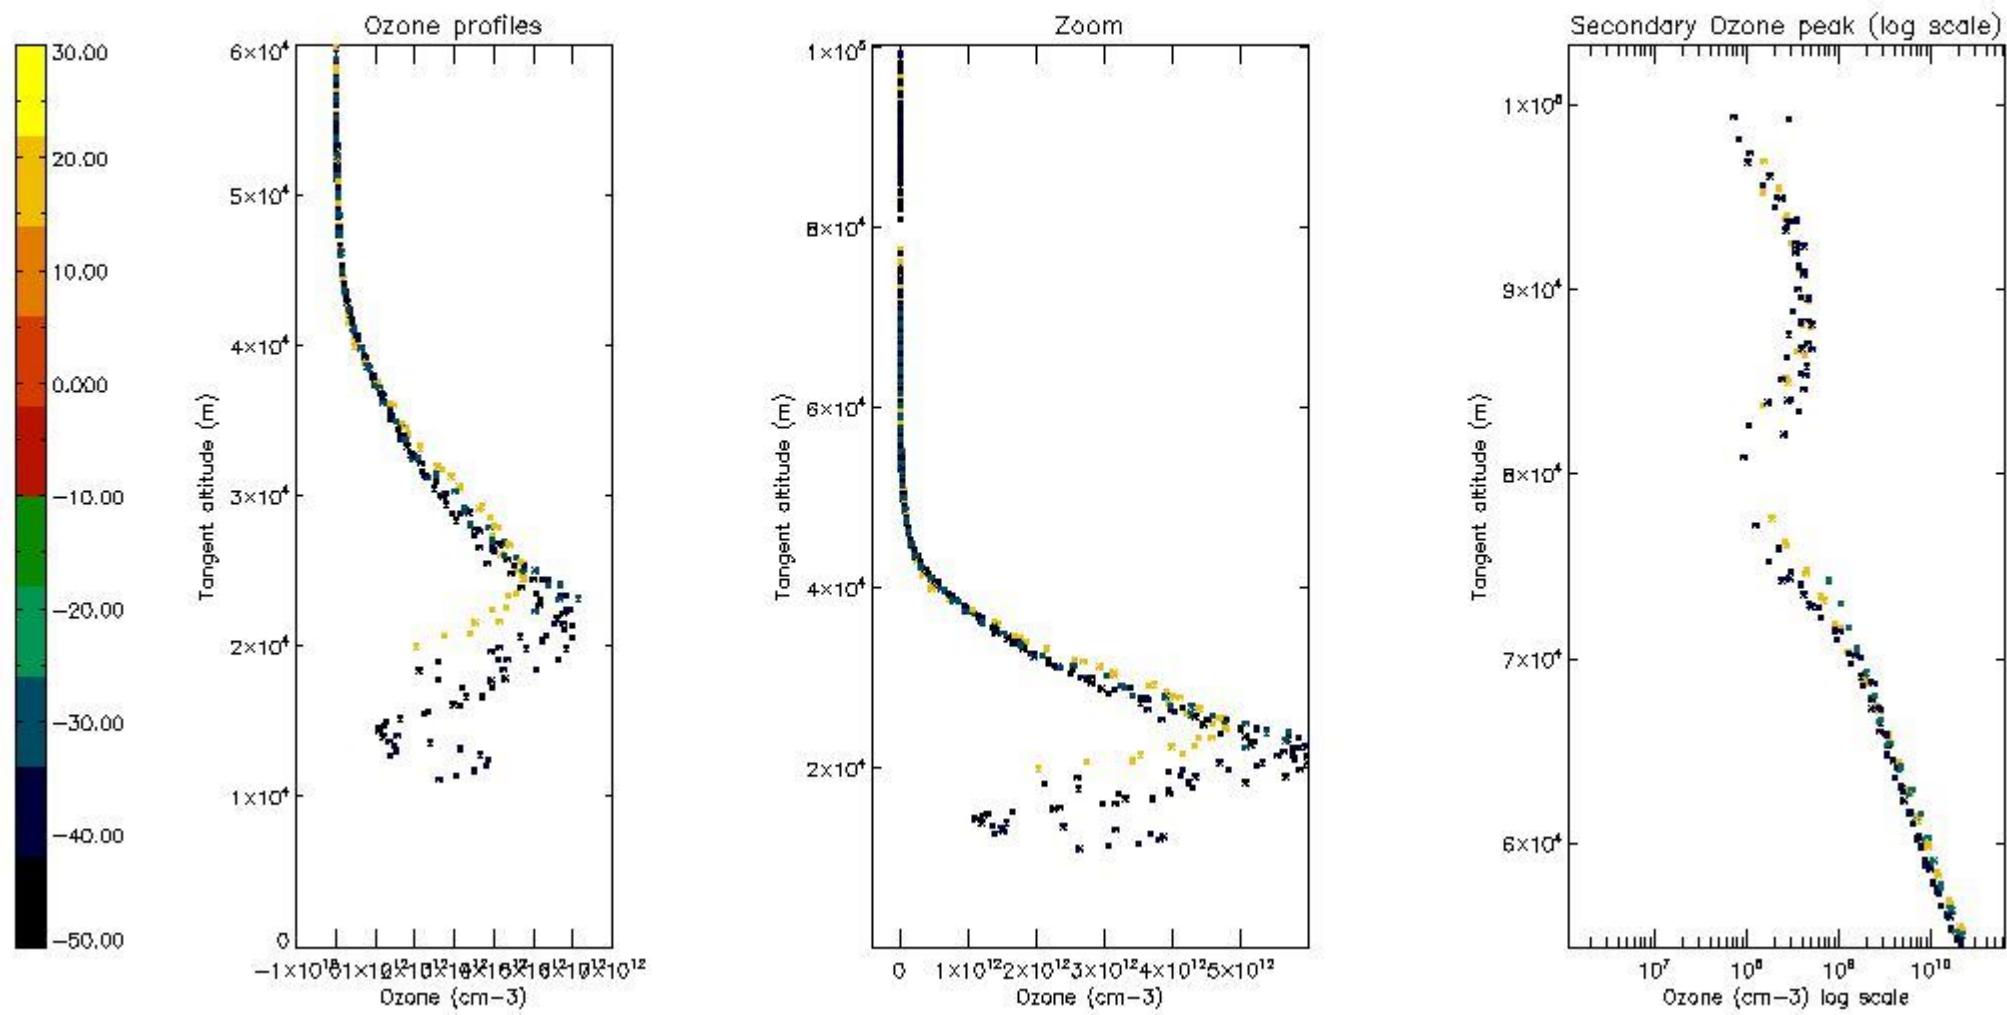 Ozone profiles
Zoom
Secondary Ozone peak (log scale)
30.00
20.00
10.00
0.000
−10.00
−20.00
−30.00
−40.00
−50.00
6×10⁴
5×10⁴
4×10⁴
3×10⁴
2×10⁴
1×10⁴
0
Tangent altitude (m)
Ozone (cm−3)
1×10⁵
8×10⁴
6×10⁴
4×10⁴
2×10⁴
Tangent altitude (m)
0 1×10¹² 2×10¹² 3×10¹² 4×10¹² 5×10¹²
Ozone (cm−3)
9×10⁴
8×10⁴
7×10⁴
6×10⁴
Tangent altitude (m)
10⁷ 10⁸ 10⁹ 10¹⁰
Ozone (cm−3) log scale